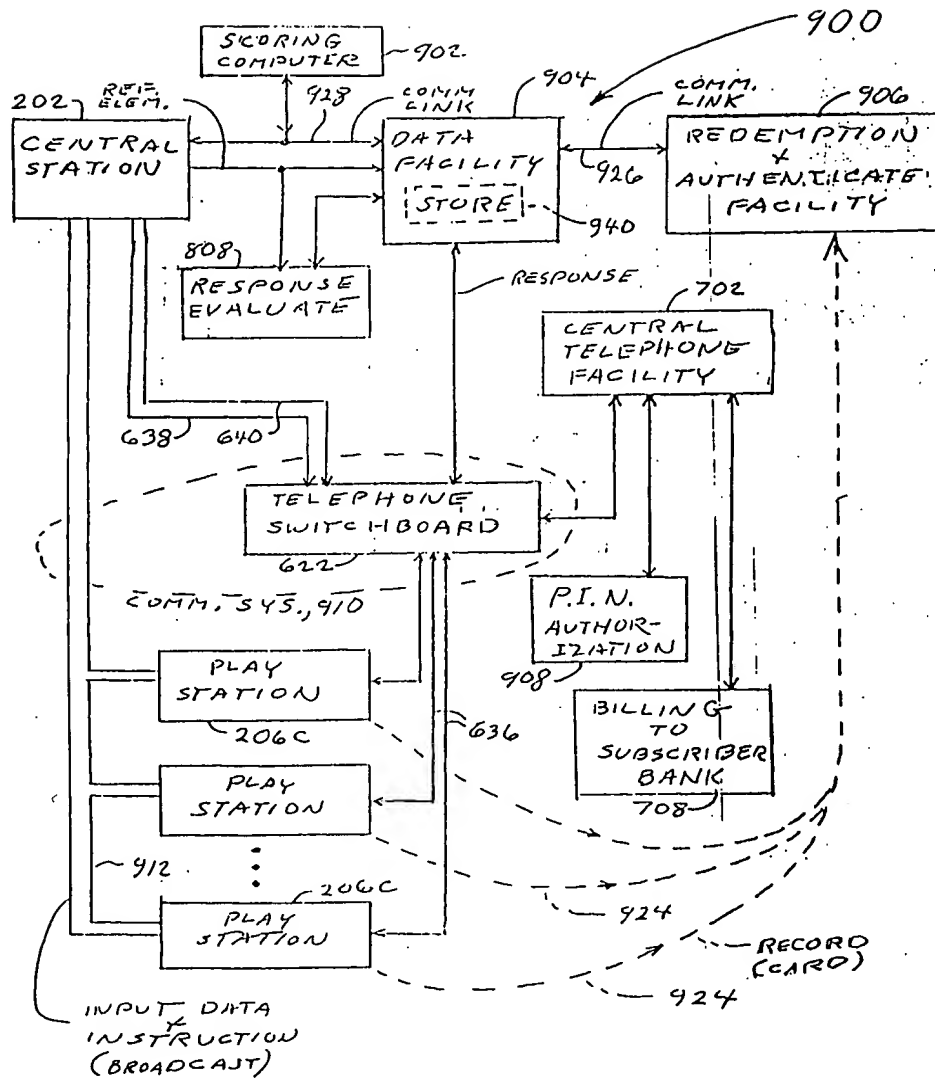 900
SCORING
COMPUTER
902
202
REF.
ELEM.
928
COMM
LINK
904
COMM.
LINK
906
CENTRAL
STATION
DATA
FACILITY
STORE
926
940
REDEMPTION
+
AUTHENTICATE
FACILITY
808
RESPONSE
EVALUATE
RESPONSE
702
CENTRAL
TELEPHONE
FACILITY
638
640
TELEPHONE
SWITCHBOARD
622
COMM. SYS., 910
P.I.N.
AUTHOR-
IZATION
908
PLAY
STATION
206C
636
BILLING
TO
SUBSCRIBER
BANK
708
PLAY
STATION
912
206C
PLAY
STATION
924
RECORD
(CARD)
924
INPUT DATA
+
INSTRUCTION
(BROADCAST)